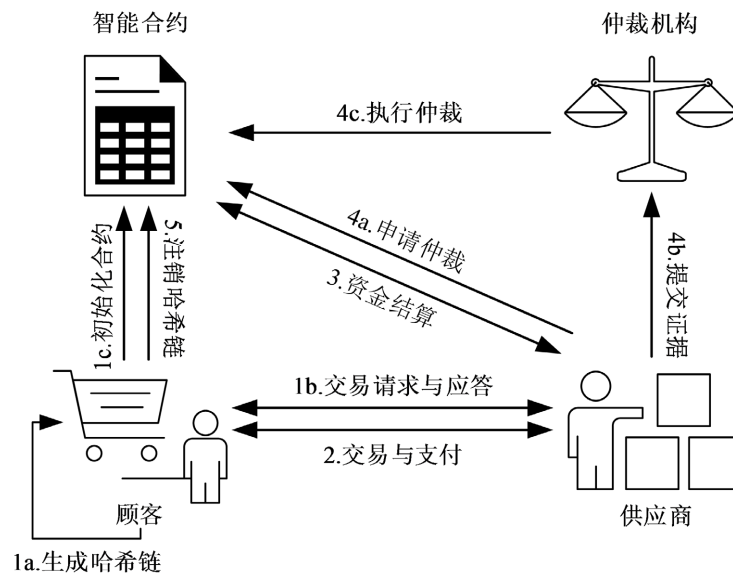 智能合约
仲裁机构
4c.执行仲裁
4a.申请仲裁
3.资金结算
1c.初始化合约
5.注销哈希链
4b.提交证据
1b.交易请求与应答
2.交易与支付
顾客
供应商
1a.生成哈希链